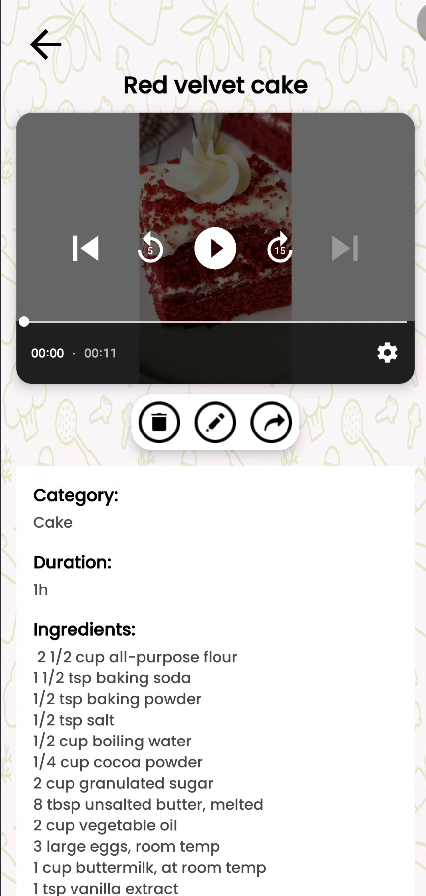 Red velvet cake
5
15
00:00 · 00:11
Category:
Cake
Duration:
1h
Ingredients:
2 1/2 cup all-purpose flour
1 1/2 tsp baking soda
1/2 tsp baking powder
1/2 tsp salt
1/2 cup boiling water
1/4 cup cocoa powder
2 cup granulated sugar
8 tbsp unsalted butter, melted
2 cup vegetable oil
3 large eggs, room temp
1 cup buttermilk, at room temp
1 tsp vanilla extract